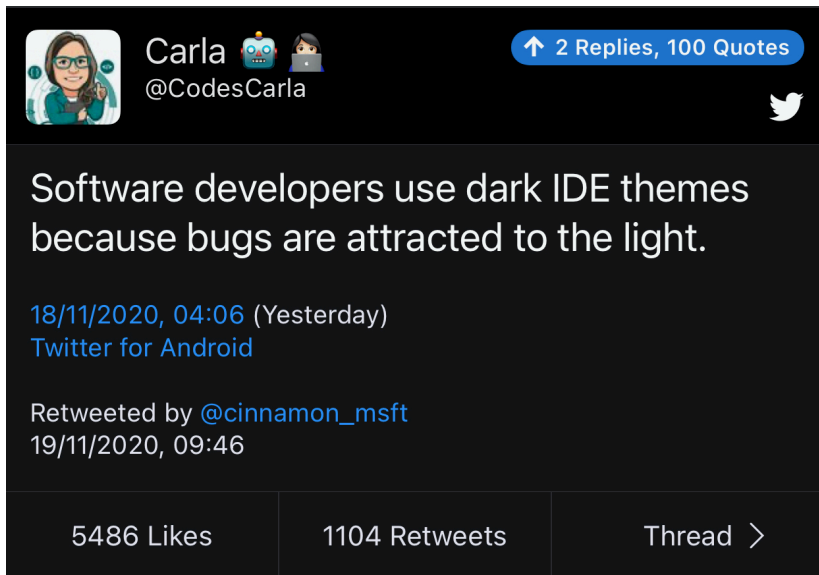 Carla 🤖 👩🏻‍💻
@CodesCarla
↑ 2 Replies, 100 Quotes
Software developers use dark IDE themes
because bugs are attracted to the light.
18/11/2020, 04:06 (Yesterday)
Twitter for Android
Retweeted by @cinnamon_msft
19/11/2020, 09:46
5486 Likes
1104 Retweets
Thread >